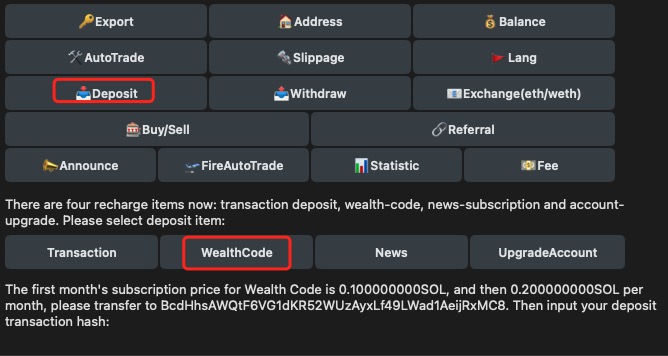 Export Address Balance
AutoTrade Slippage Lang
Deposit Withdraw Exchange(eth/weth)
Buy/Sell Referral
Announce FireAutoTrade Statistic Fee
There are four recharge items now: transaction deposit, wealth-code, news-subscription and account-
upgrade. Please select deposit item:
Transaction WealthCode News UpgradeAccount
The first month's subscription price for Wealth Code is 0.100000000SOL, and then 0.200000000SOL per
month, please transfer to BcdHhsAWQtF6VG1dKR52WUzAyxLf49LWad1AeijRxMC8. Then input your deposit
transaction hash: